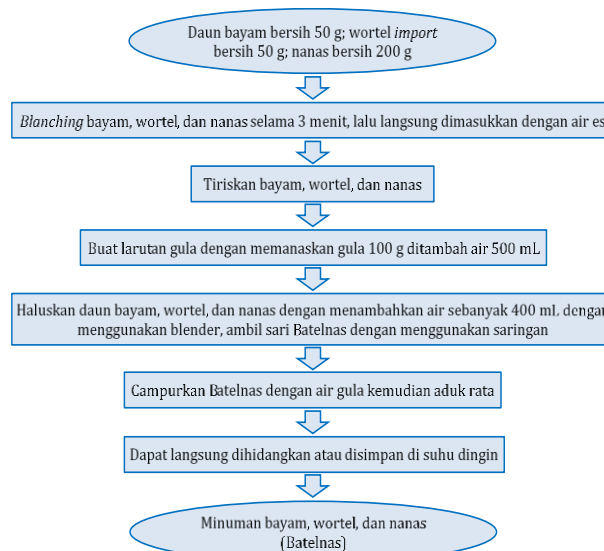 Daun bayam bersih 50 g; wortel import
bersih 50 g; nanas bersih 200 g
Blanching bayam, wortel, dan nanas selama 3 menit, lalu langsung dimasukkan dengan air es
Tiriskan bayam, wortel, dan nanas
Buat larutan gula dengan memanaskan gula 100 g ditambah air 500 mL
Haluskan daun bayam, wortel, dan nanas dengan menambahkan air sebanyak 400 mL dengan
menggunakan blender, ambil sari Batelnas dengan menggunakan saringan
Campurkan Batelnas dengan air gula kemudian aduk rata
Dapat langsung dihidangkan atau disimpan di suhu dingin
Minuman bayam, wortel, dan nanas
(Batelnas)